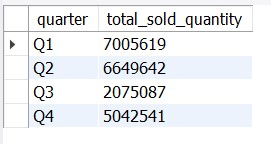 quarter total_sold_quantity
Q1 7005619
Q2 6649642
Q3 2075087
Q4 5042541